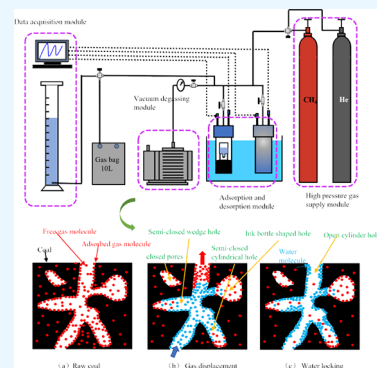 Data acquisition module
CH₄
He
Vacuum degassing
module
Gas bag
10L
Adsorption and
desorption module
High pressure gas
supply module
Free gas molecule
Adsorbed gas molecule
Coal
Semi-closed wedge hole
closed pores
Semi-closed
cylindrical hole
Ink bottle shaped hole
Water
molecule
Open cylinder hole
(a) Raw coal
(b) Gas displacement
(c) Water locking